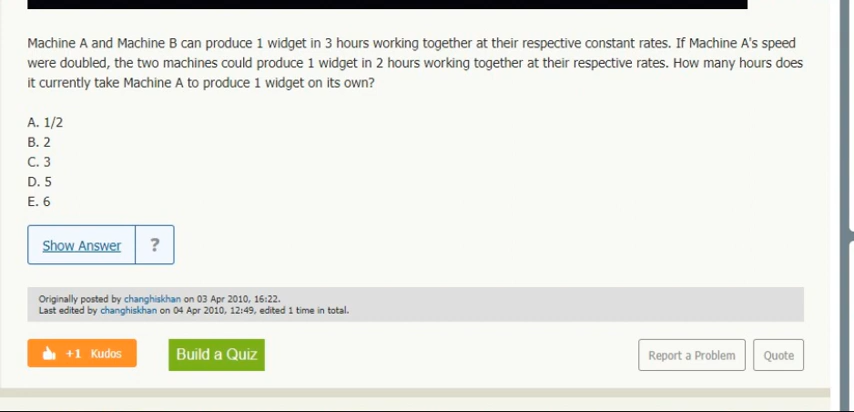 Machine A and Machine B can produce 1 widget in 3 hours working together at their respective constant rates. If Machine A's speed
were doubled, the two machines could produce 1 widget in 2 hours working together at their respective rates. How many hours does
it currently take Machine A to produce 1 widget on its own?
A. 1/2
B. 2
C. 3
D. 5
E. 6
Show Answer ?
Originally posted by changhiskhan on 03 Apr 2010, 16:22.
Last edited by changhiskhan on 04 Apr 2010, 12:49, edited 1 time in total.
+1 Kudos Build a Quiz Report a Problem Quote